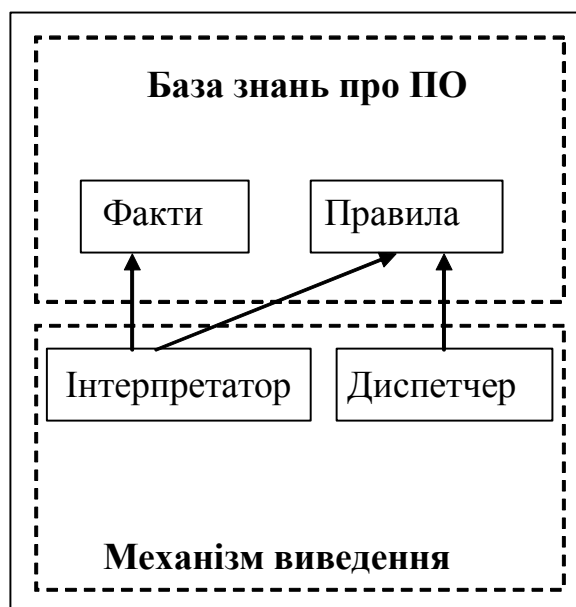 База знань про ПО
Факти
Правила
Інтерпретатор
Диспетчер
Механізм виведення